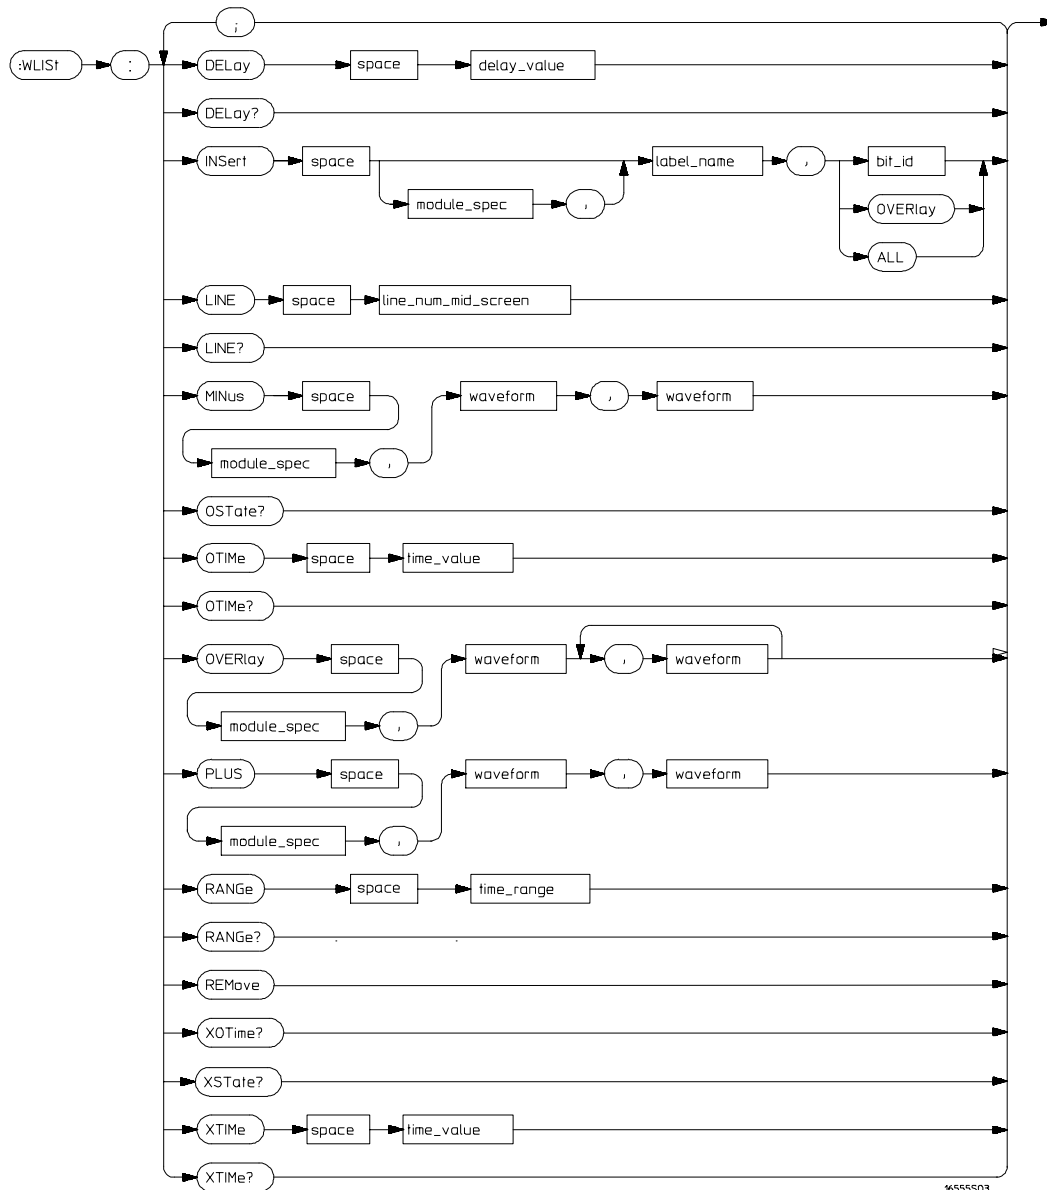 ;
:WLISt : DELay space delay_value
DELay?
INSert space label_name , bit_id
module_spec , OVERlay
ALL
LINE space line_num_mid_screen
LINE?
MINus space waveform , waveform
module_spec ,
OSTate?
OTIMe space time_value
OTIMe?
OVERlay space waveform , waveform
module_spec ,
PLUS space waveform , waveform
module_spec ,
RANGe space time_range
RANGe?
REMove
XOTime?
XSTate?
XTIMe space time_value
XTIMe?
16555S03